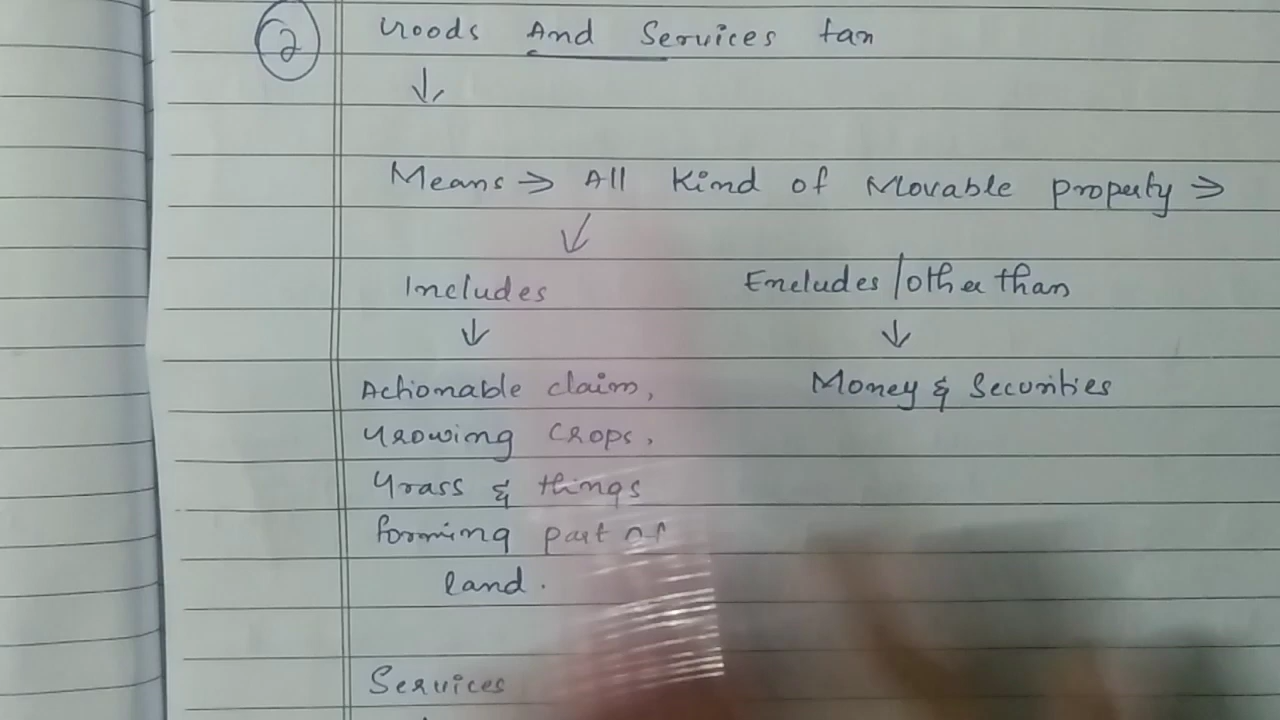 2 Goods And Services tax
↓
Means ⇒ All Kind of Movable property ⇒
↓
Includes Excludes/other than
↓ ↓
Actionable claim, Money & Securities
Growing crops,
Grass & things
forming part of
land.
Services